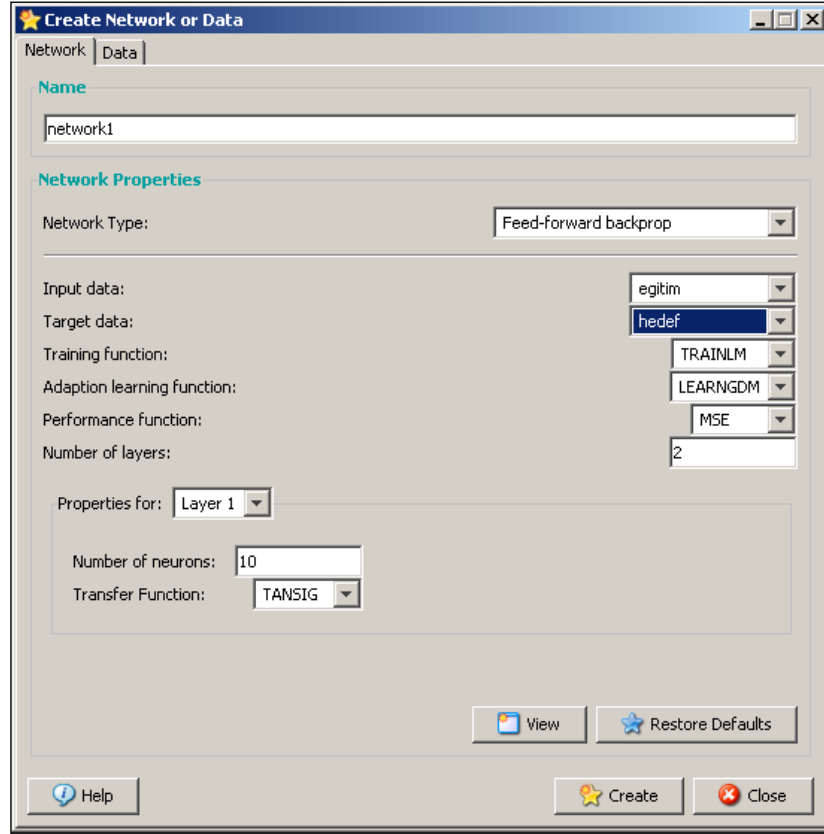 Create Network or Data
Network Data
Name
network1
Network Properties
Network Type: Feed-forward backprop
Input data: egitim
Target data: hedef
Training function: TRAINLM
Adaption learning function: LEARNGDM
Performance function: MSE
Number of layers: 2
Properties for: Layer 1
Number of neurons: 10
Transfer Function: TANSIG
View Restore Defaults
Help Create Close